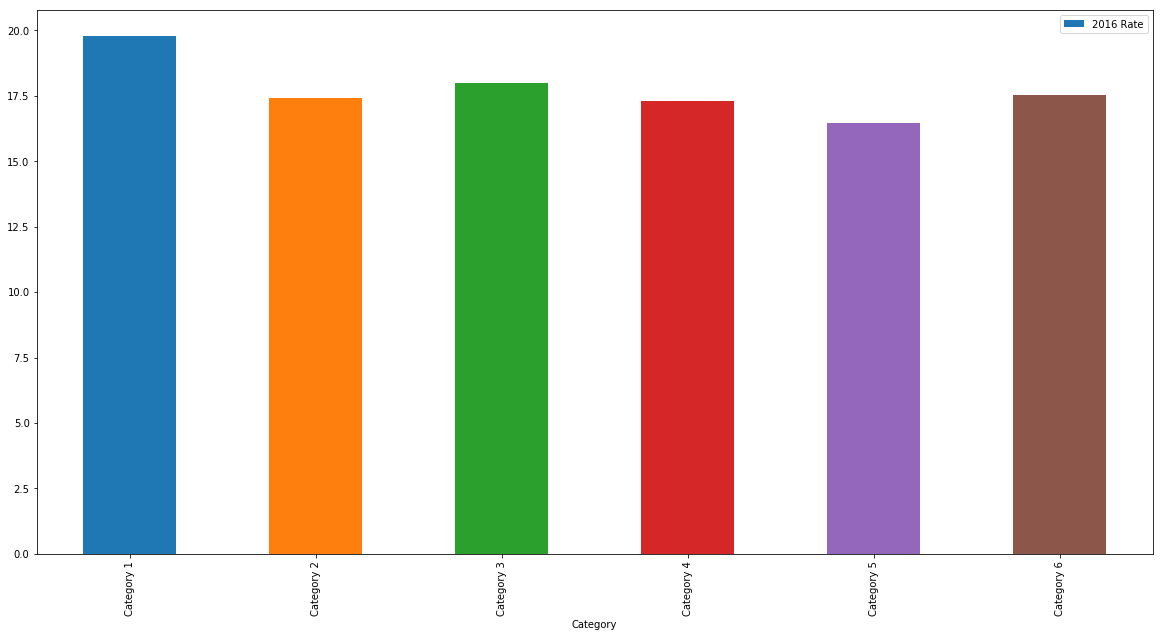 2016 Rate
20.0
17.5
15.0
12.5
10.0
7.5
5.0
2.5
0.0
Category 1
Category 2
Category 3
Category 4
Category 5
Category 6
Category